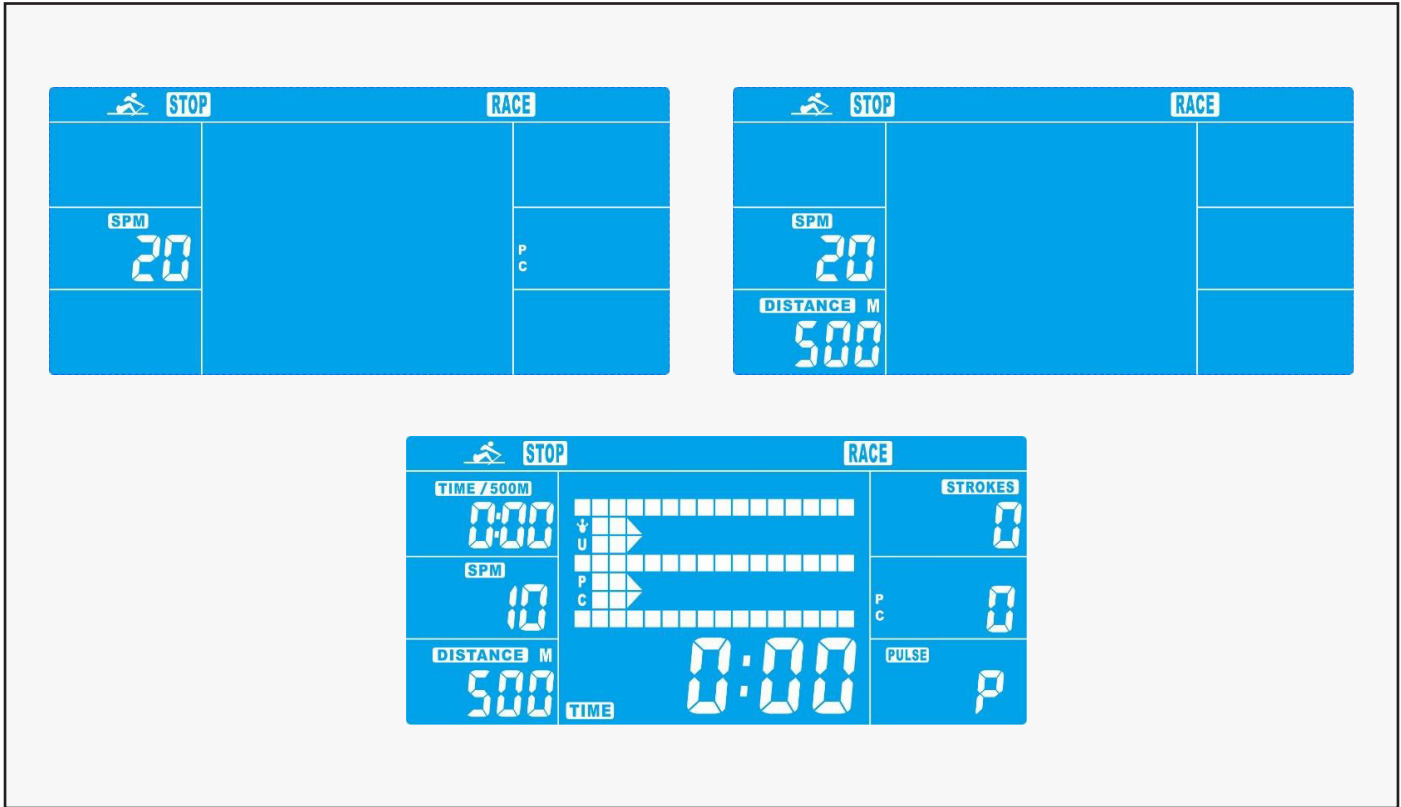 STOP RACE
SPM
20
P
C
STOP RACE
SPM
20
DISTANCE M
500
STOP RACE
TIME / 500M
0:00
SPM
10
DISTANCE M
500
U
P
C
TIME 0:00
STROKES
0
P
C
0
PULSE
P